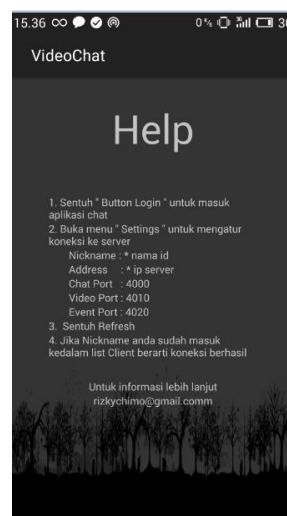 15.36
0%
30
VideoChat
Help
1. Sentuh " Button Login " untuk masuk
aplikasi chat
2. Buka menu " Settings " untuk mengatur
koneksi ke server
Nickname : * nama id
Address : * ip server
Chat Port : 4000
Video Port : 4010
Event Port : 4020
3. Sentuh Refresh
4. Jika Nickname anda sudah masuk
kedalam list Client berarti koneksi berhasil
Untuk informasi lebih lanjut
rizkychimo@gmail.comm